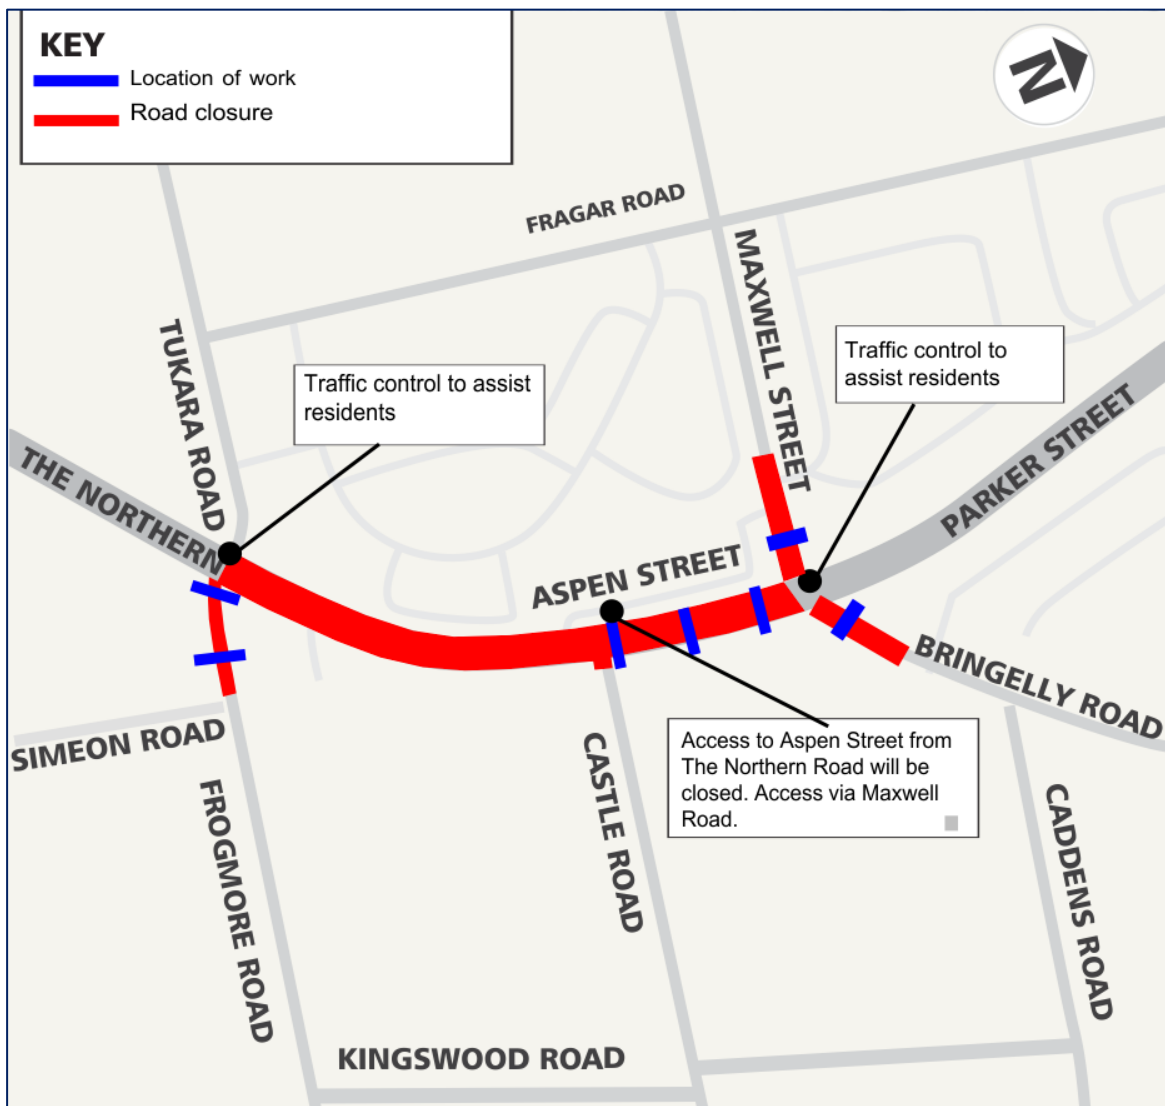 KEY
Location of work
Road closure
N
FRAGAR ROAD
MAXWELL STREET
TUKARA ROAD
Traffic control to assist
residents
Traffic control to
assist residents
THE NORTHERN
PARKER STREET
ASPEN STREET
BRINGELLY ROAD
SIMEON ROAD
Access to Aspen Street from
The Northern Road will be
closed. Access via Maxwell
Road.
CASTLE ROAD
FROGMORE ROAD
CADDENS ROAD
KINGSWOOD ROAD